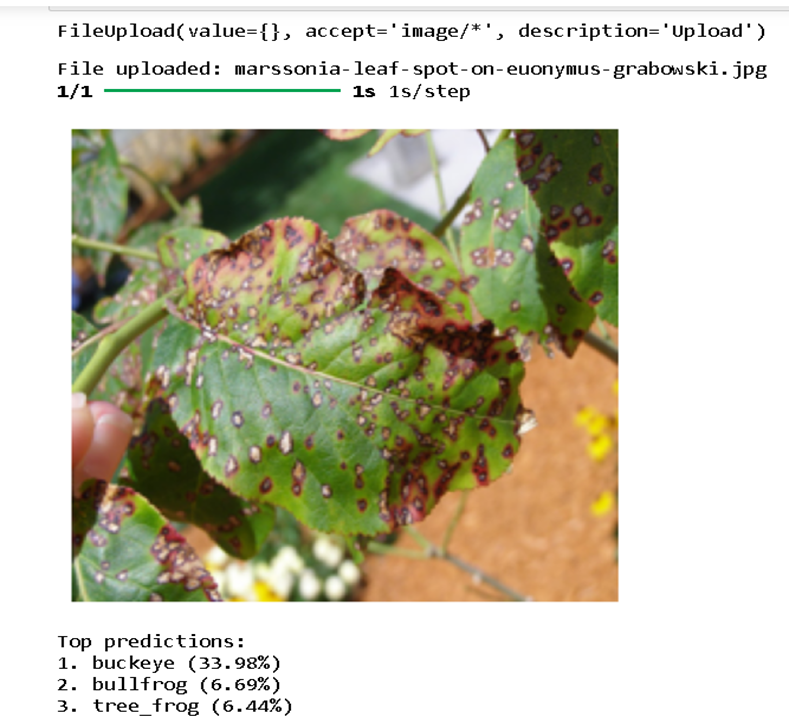 FileUpload(value={}, accept='image/*', description='Upload')
File uploaded: marssonia-leaf-spot-on-euonymus-grabowski.jpg
1/1 1s 1s/step
Top predictions:
1. buckeye (33.98%)
2. bullfrog (6.69%)
3. tree_frog (6.44%)